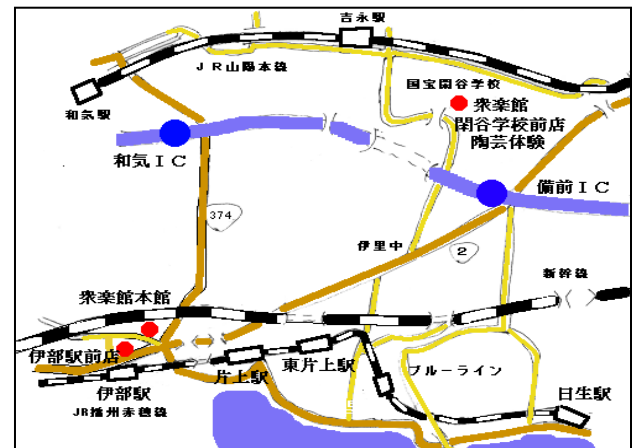 吉永駅
JR山陽本線
国宝閑谷学校
和気駅
衆楽館
閑谷学校前店
陶芸体験
和気IC
備前IC
374
伊里中
2
新幹線
衆楽館本館
伊部駅前店
伊部駅
片上駅
東片上駅
ブルーライン
日生駅
JR播州赤穂線